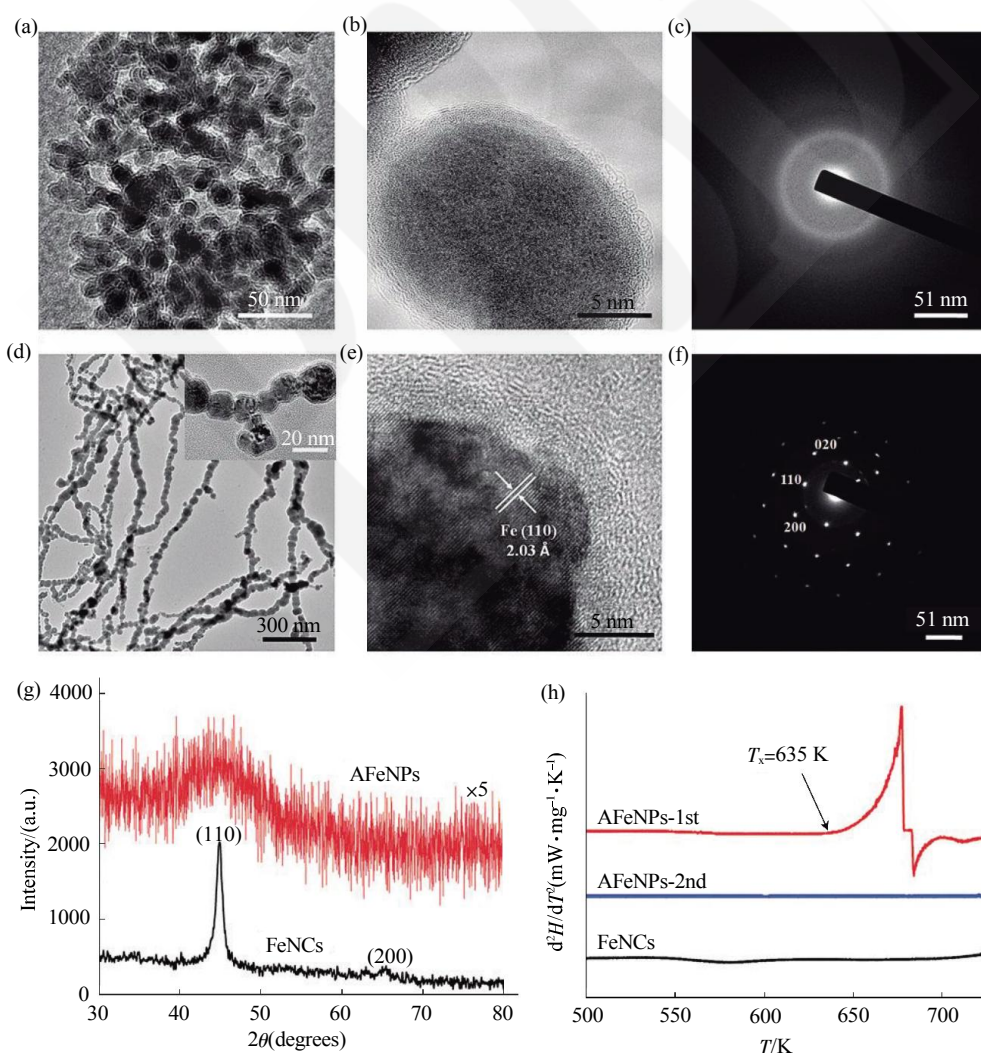 (a)
(b)
(c)
50 nm
5 nm
51 nm
(d)
(e)
(f)
20 nm
300 nm
Fe (110)
2.03 Å
5 nm
020
110
200
51 nm
(g)
4000
3000
2000
1000
0
Intensity/(a.u.)
AFeNPs
×5
(110)
FeNCs
(200)
30
40
50
60
70
80
2θ(degrees)
(h)
d²H/dT²(mW·mg⁻¹·K⁻¹)
Tₓ=635 K
AFeNPs-1st
AFeNPs-2nd
FeNCs
500
550
600
650
700
T/K